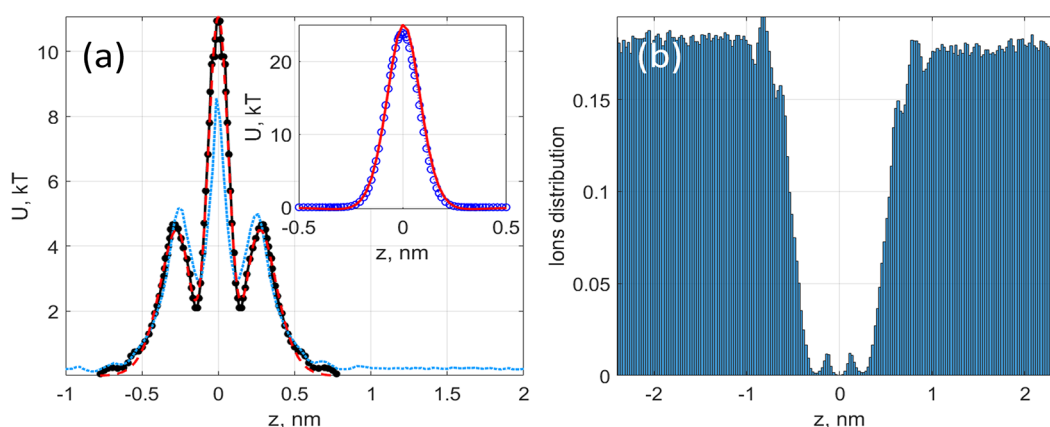 (a)
10
8
6
4
2
U, kT
-1 -0.5 0 0.5 1 1.5 2
z, nm
20
10
0
U, kT
-0.5 0 0.5
z, nm
(b)
0.15
0.1
0.05
0
Ions distribution
-2 -1 0 1 2
z, nm